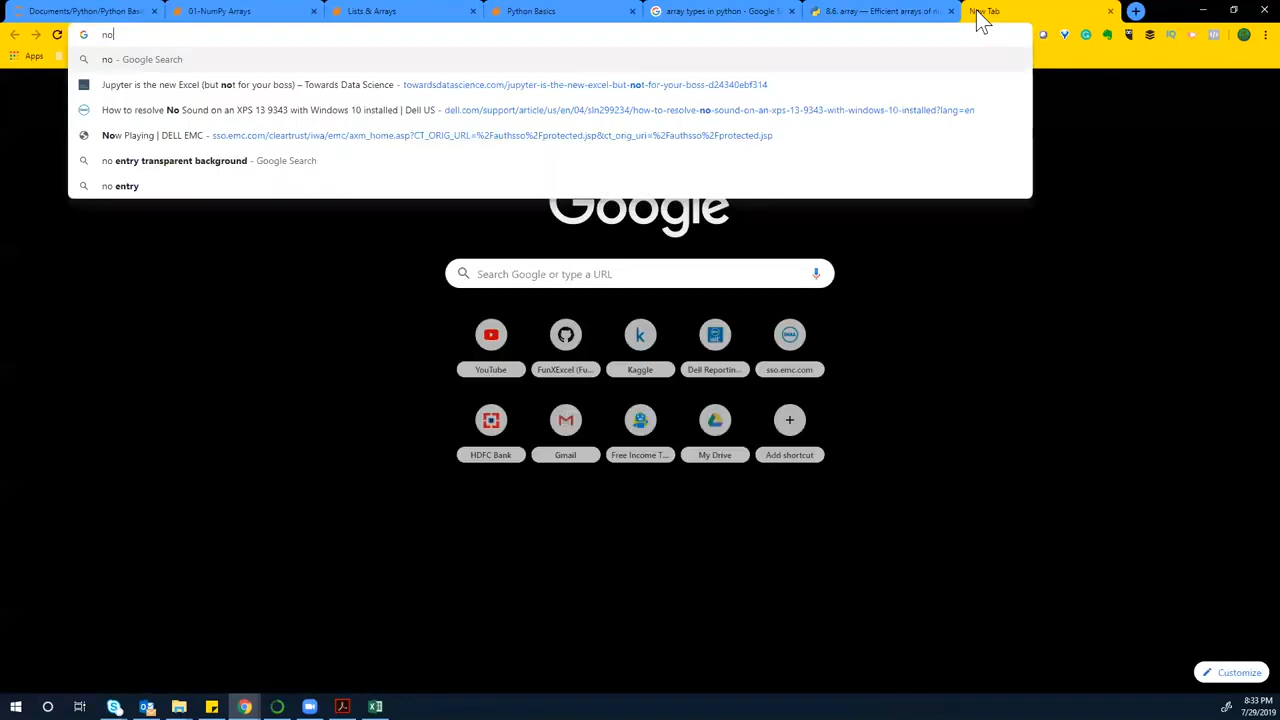 Documents/Python/Python Basic
01-NumPy Arrays
Lists & Arrays
Python Basics
array types in python - Google S
8.6. array — Efficient arrays of nu
New Tab
no
Apps
no - Google Search
Jupyter is the new Excel (but not for your boss) – Towards Data Science - towardsdatascience.com/jupyter-is-the-new-excel-but-not-for-your-boss-d24340ebf314
How to resolve No Sound on an XPS 13 9343 with Windows 10 installed | Dell US - dell.com/support/article/us/en/04/sln299234/how-to-resolve-no-sound-on-an-xps-13-9343-with-windows-10-installed?lang=en
Now Playing | DELL EMC - sso.emc.com/cleartrust/iwa/emc/axm_home.asp?CT_ORIG_URL=%2Fauthsso%2Fprotected.jsp&ct_orig_uri=%2Fauthsso%2Fprotected.jsp
no entry transparent background - Google Search
no entry
Google
Search Google or type a URL
YouTube
FunXExcel (Fu...
Kaggle
Dell Reportin...
sso.emc.com
HDFC Bank
Gmail
Free Income T...
My Drive
Add shortcut
Customize
8:33 PM
7/29/2019